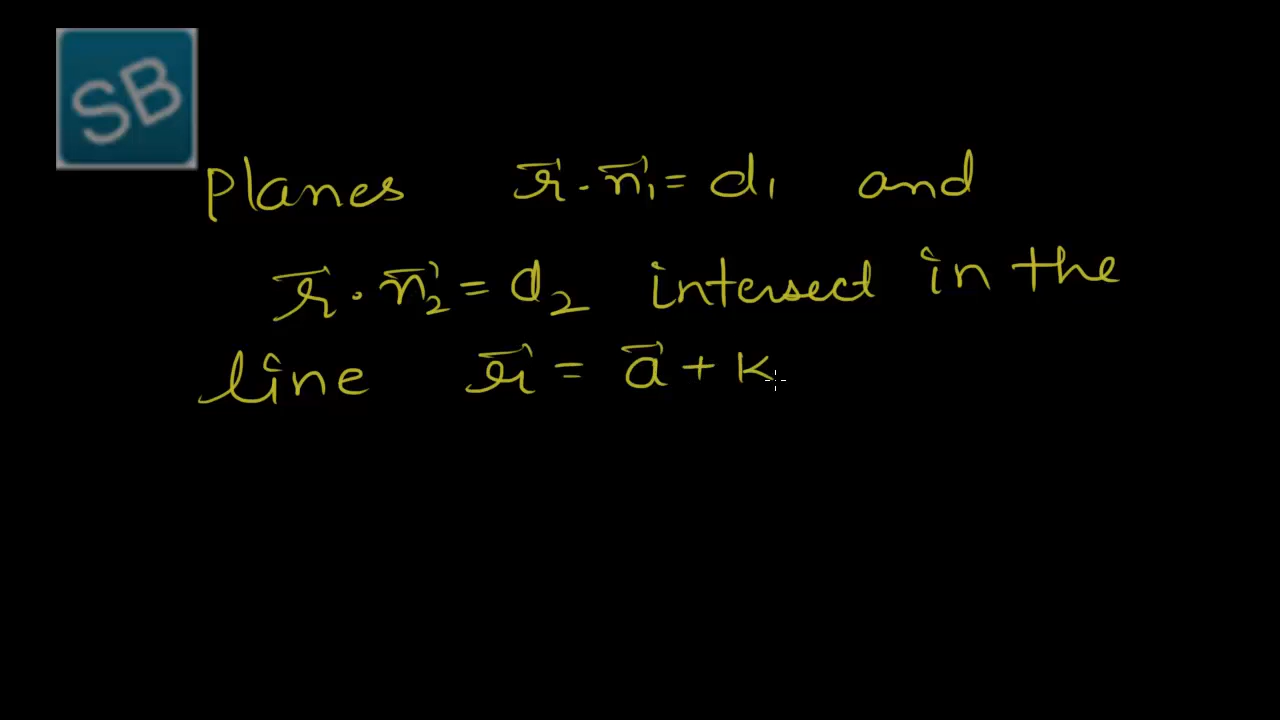 SB
Planes r⃗ . n⃗₁ = d₁ and
r⃗ . n⃗₂ = d₂ intersect in the
line r⃗ = a⃗ + K